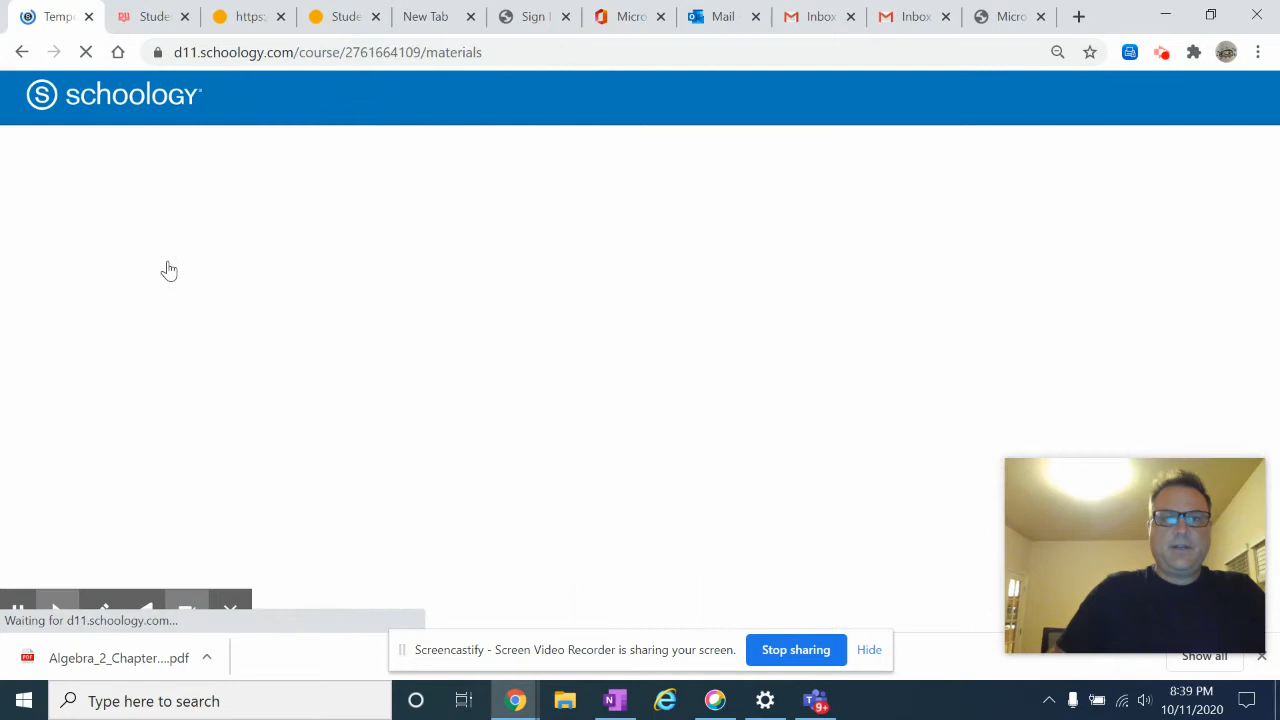 Tempe
Stude
https:
Stude
New Tab
Sign I
Micro
Mail
Inbox
Inbox
Micro
d11.schoology.com/course/2761664109/materials
S schoology
Waiting for d11.schoology.com...
Algebra_2_Chapter....pdf
Screencastify - Screen Video Recorder is sharing your screen.
Stop sharing
Hide
Show all
Type here to search
9+
8:39 PM
10/11/2020